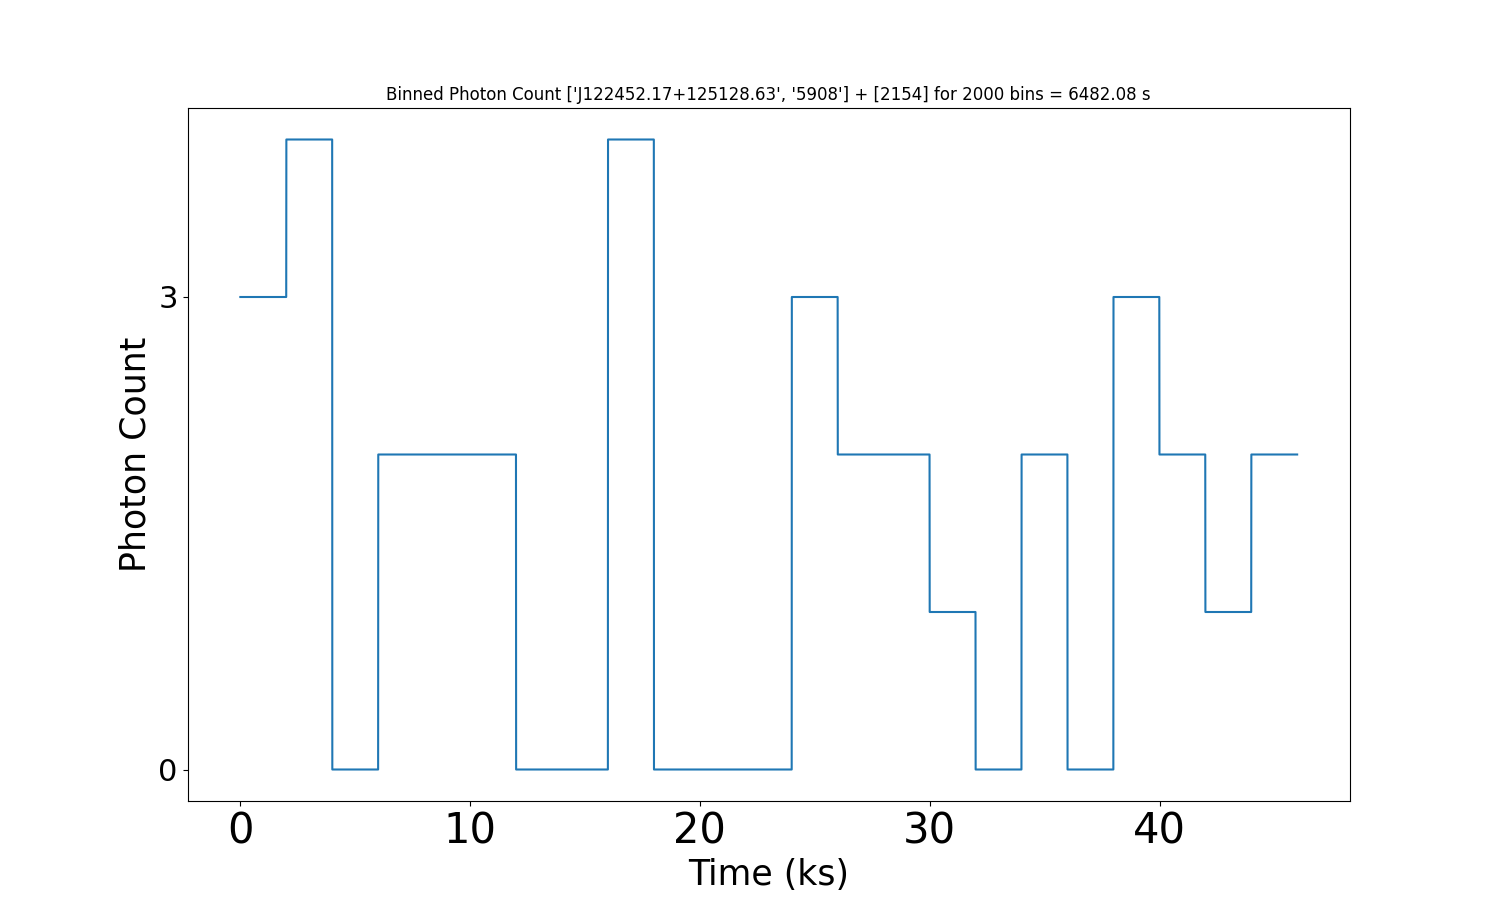 Binned Photon Count ['J122452.17+125128.63', '5908'] + [2154] for 2000 bins = 6482.08 s
Photon Count
3
0
0 10 20 30 40
Time (ks)